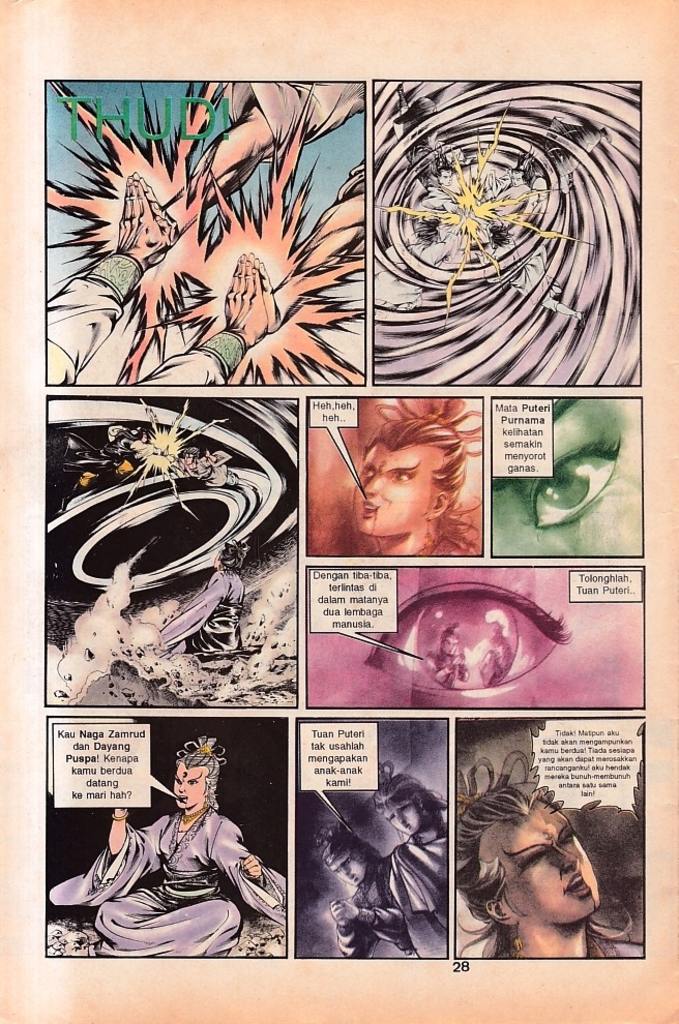 THUD!
Heh,heh,
heh..
Mata Puteri
Purnama
kelihatan
semakin
menyorot
ganas.
Dengan tiba-tiba,
terlintas di
dalam matanya
dua lembaga
manusia.
Tolonghlah,
Tuan Puteri..
Kau Naga Zamrud
dan Dayang
Puspa! Kenapa
kamu berdua
datang
ke mari hah?
Tuan Puteri
tak usahlah
mengapakan
anak-anak
kami!
Tidak! Matipun aku
tidak akan mengampunkan
kamu berdua! Tiada sesiapa
yang akan dapat merosakkan
rancanganku! aku hendak
mereka bunuh-membunuh
antara satu sama
lain!
28